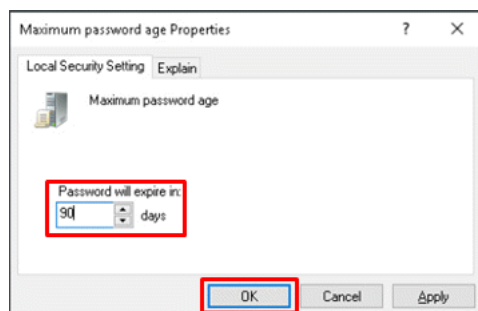 Maximum password age Properties ? ×
Local Security Setting Explain
Maximum password age
Password will expire in:
90 days
OK Cancel Apply